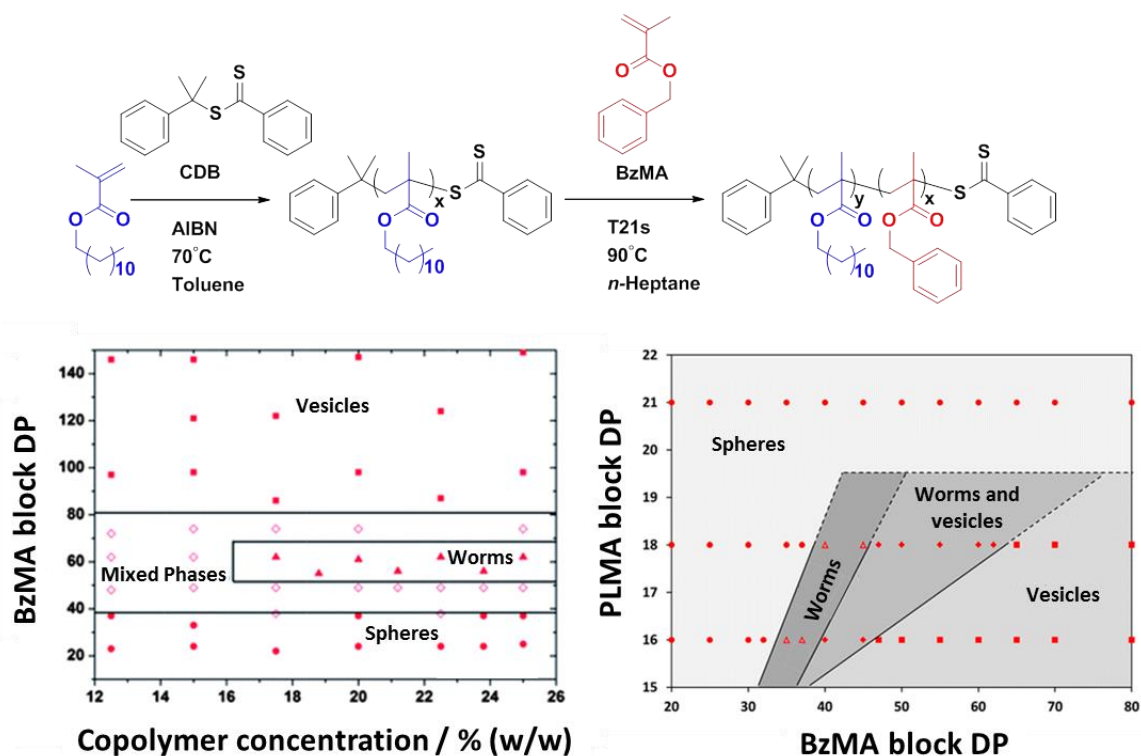 S
S
CDB
O
O
10
AIBN
70°C
Toluene
x
S
S
O
O
10
O
O
BzMA
T21s
90°C
n-Heptane
y
x
S
S
O
O
10
O
O
BzMA block DP
140
120
100
80
60
40
20
12 14 16 18 20 22 24 26
Vesicles
Mixed Phases
Worms
Spheres
Copolymer concentration / % (w/w)
PLMA block DP
22
21
20
19
18
17
16
15
20 30 40 50 60 70 80
Spheres
Worms
Worms and
vesicles
Vesicles
BzMA block DP